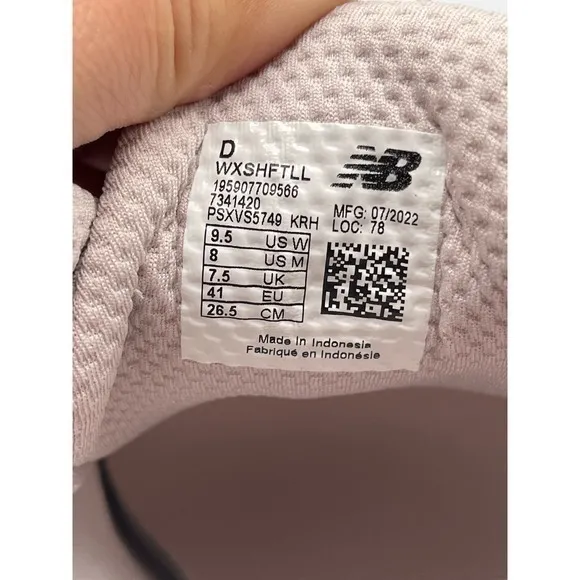 D
NB
WXSHFTLL
195907709566
7341420
PSXVS5749 KRH
MFG: 07/2022
LOC: 78
9.5 US W
8 US M
7.5 UK
41 EU
26.5 CM
Made in Indonesia
Fabriqué en Indonésie